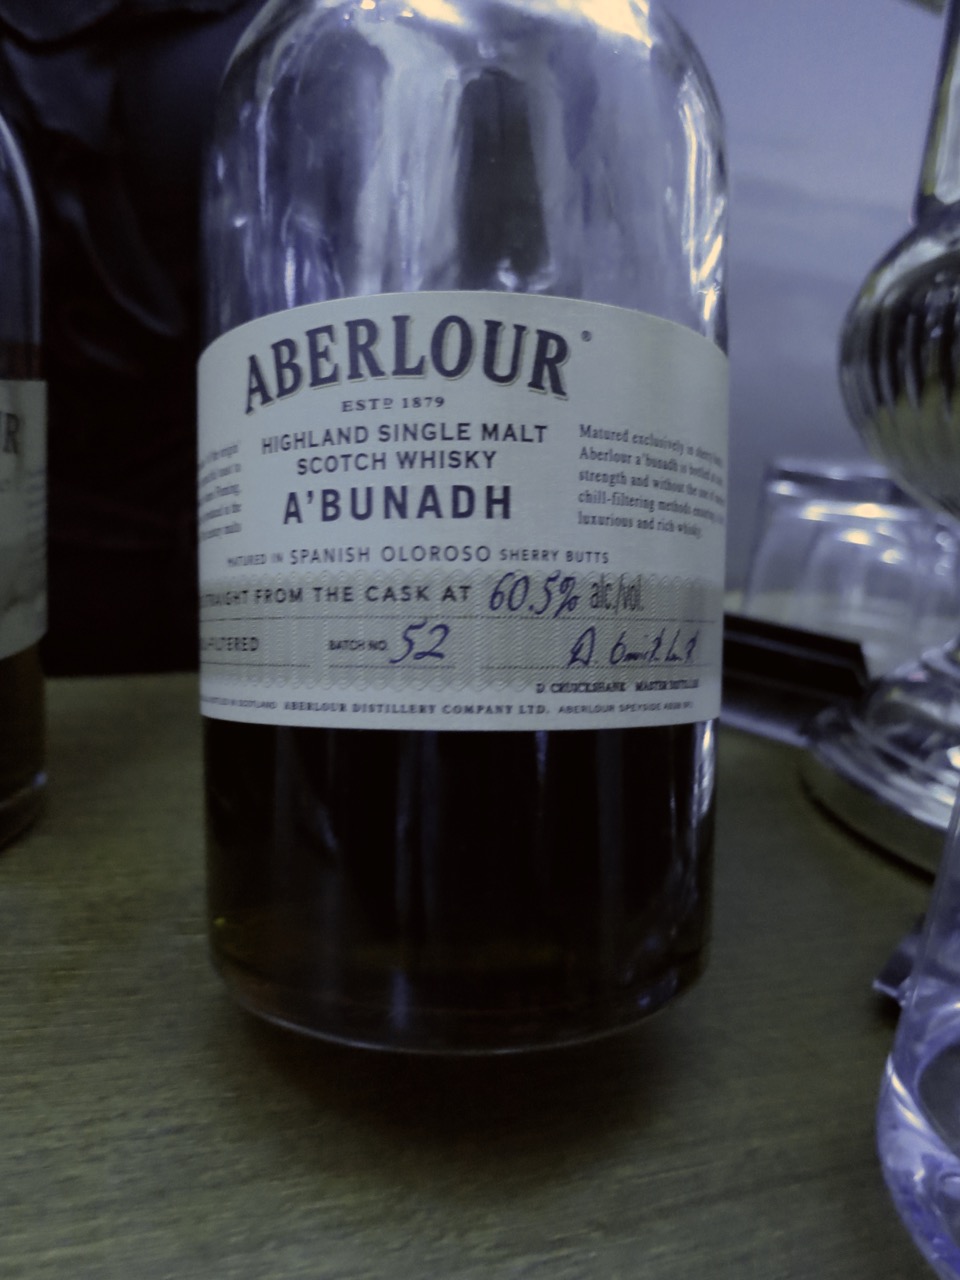 ABERLOUR®
ESTD 1879
HIGHLAND SINGLE MALT
SCOTCH WHISKY
A'BUNADH
MATURED IN SPANISH OLOROSO SHERRY BUTTS
FROM THE CASK AT 60.5% alc./vol.
BATCH NO. 52
D. CRUICKSHANK MASTER DISTILLER
ABERLOUR DISTILLERY COMPANY LTD. ABERLOUR SPEYSIDE
Matured exclusively in
Aberlour a'bunadh is bottled at
strength and without the use of
chill-filtering methods
luxurious and rich whisky.